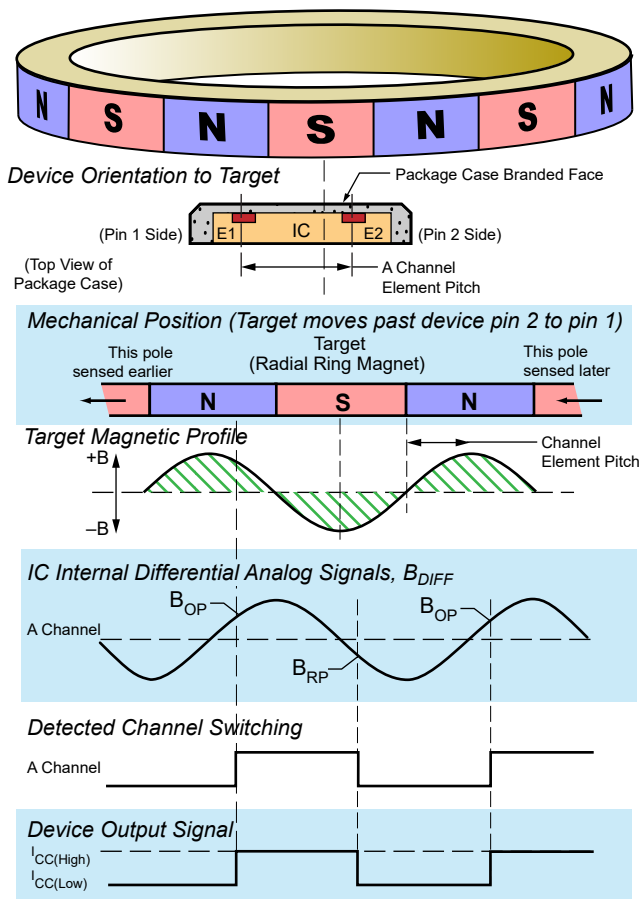 N S N S N S N
Device Orientation to Target
Package Case Branded Face
(Pin 1 Side)
E1
IC
E2
(Pin 2 Side)
(Top View of
Package Case)
A Channel
Element Pitch
Mechanical Position (Target moves past device pin 2 to pin 1)
This pole
sensed earlier
Target
(Radial Ring Magnet)
This pole
sensed later
N S N
Target Magnetic Profile
+B
–B
Channel
Element Pitch
IC Internal Differential Analog Signals, BDIFF
A Channel
BOP
BRP
BOP
Detected Channel Switching
A Channel
Device Output Signal
ICC(High)
ICC(Low)